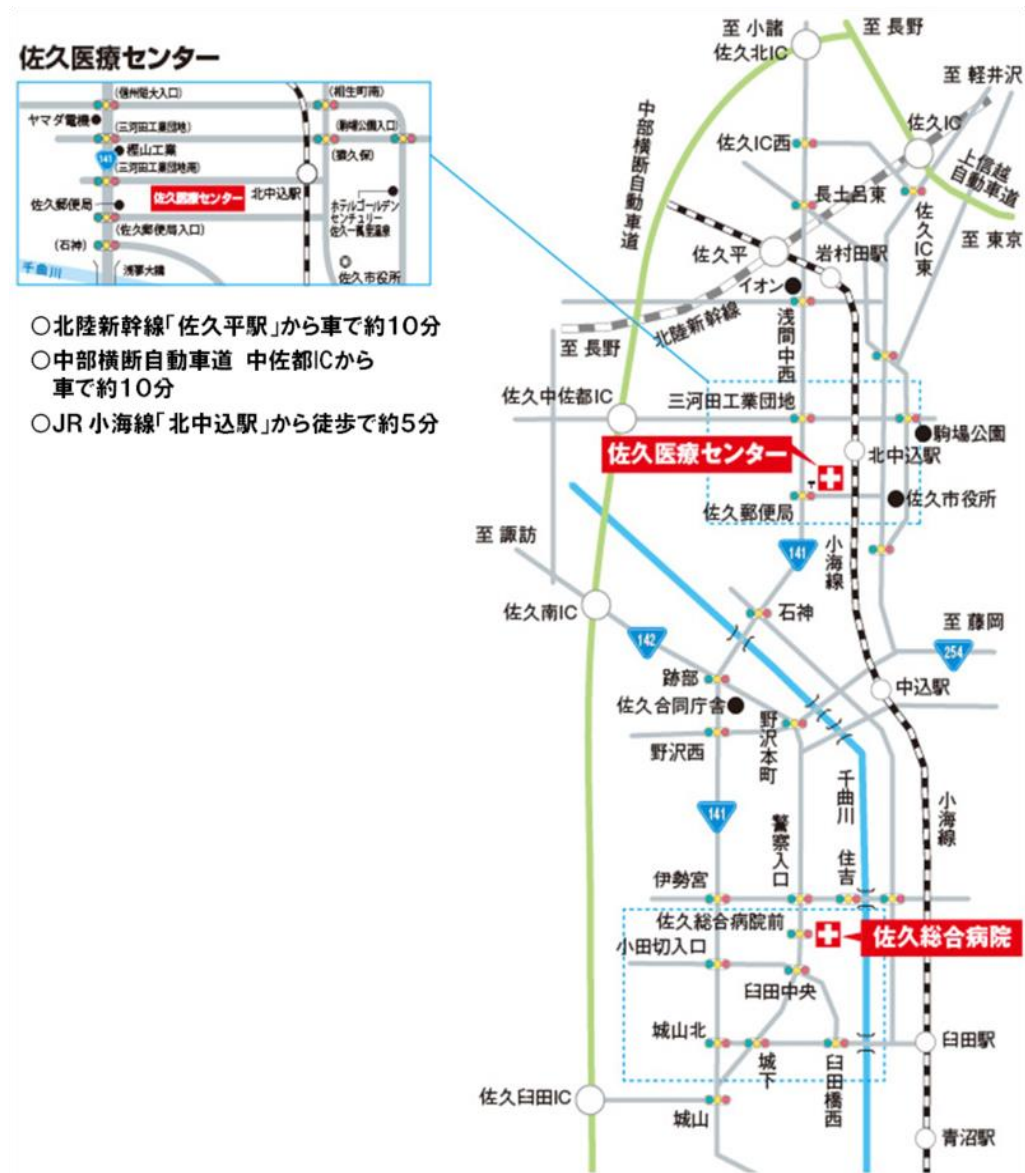 佐久医療センター
(信州短大入口)
(相生町南)
ヤマダ電機
(三河田工業団地)
(駒場公園入口)
樫山工業
141
(三河田工業団地南)
(猿久保)
佐久医療センター
北中込駅
佐久郵便局
ホテルゴールデン
センチュリー
佐久一萬里温泉
(佐久郵便局入口)
(石神)
千曲川
浅蓼大橋
佐久市役所
○北陸新幹線「佐久平駅」から車で約10分
○中部横断自動車道 中佐都ICから
車で約10分
○JR 小海線「北中込駅」から徒歩で約5分
至 小諸
至 長野
佐久北IC
至 軽井沢
中部横断自動車道
佐久IC西
佐久IC
上信越
自動車道
長土呂東
佐久IC東
至 東京
佐久平
岩村田駅
イオン
北陸新幹線
浅間中西
至 長野
佐久中佐都IC
三河田工業団地
駒場公園
北中込駅
佐久医療センター
佐久市役所
佐久郵便局
至 諏訪
141
小海線
佐久南IC
石神
至 藤岡
142
254
跡部
中込駅
佐久合同庁舎
野沢本町
野沢西
千曲川
小海線
141
警察入口
住吉
伊勢宮
佐久総合病院前
佐久総合病院
小田切入口
臼田中央
城山北
臼田駅
城下
臼田橋西
佐久臼田IC
城山
青沼駅